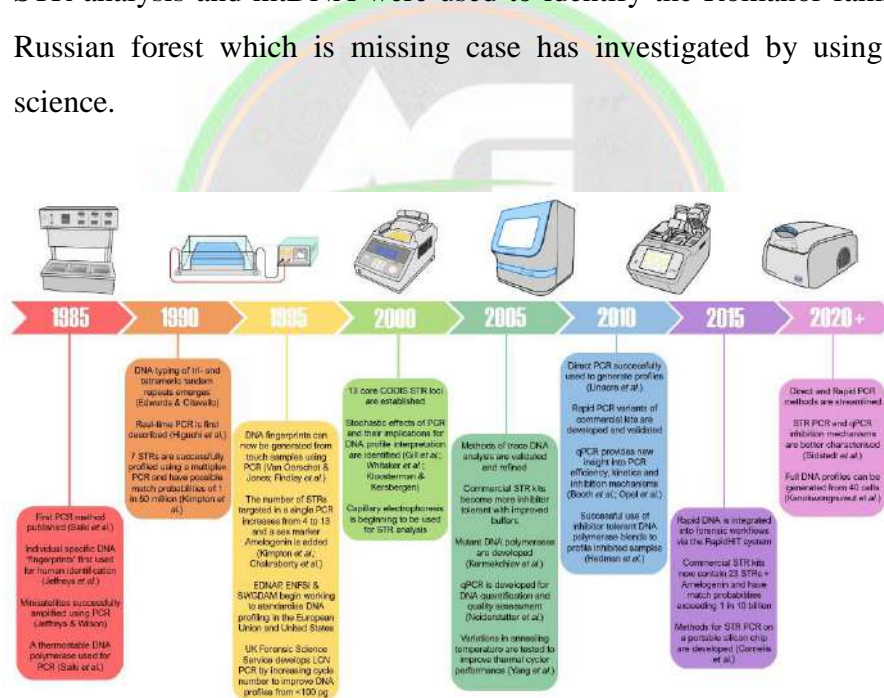 STR analysis and mtDNA were used to identify the Romanof
Russian forest which is missing case has investigated by using
science.
1985
1990
1995
2000
2005
2010
2015
2020+
First PCR method
published (Saiki et al.)
Individual specific DNA
'fingerprints' first used
for human identification
(Jeffreys et al.)
Minisatellites successfully
amplified using PCR
(Jeffreys & Wilson)
A thermostable DNA
polymerase used for
PCR (Saiki et al.)
DNA typing of tri- and
tetrameric tandem
repeats emerges
(Edwards & Citavello)
Real-time PCR is first
described (Higuchi et al.)
7 STRs are successfully
profiled using a multiplex
PCR and have possible
match probabilities of 1
in 50 million (Kimpton et
al.)
DNA fingerprints can
now be generated from
touch samples using
PCR (Van Oorschot &
Jones; Findlay et al.)
The number of STRs
targeted in a single PCR
increases from 4 to 13
and a sex marker
Amelogenin is added
(Kimpton et al.;
Chakraborty et al.)
EDNAP, ENFSI &
SWGDAM begin working
to standardise DNA
profiling in the European
Union and United States
UK Forensic Science
Service develops LCN
PCR by increasing cycle
number to improve DNA
profiles from <100 pg
13 core CODIS STR loci
are established
Stochastic effects of PCR
and their implications for
DNA profile interpretation
are identified (Gill et al.;
Whitaker et al.;
Kloosterman &
Kersbergen)
Capillary electrophoresis
is beginning to be used
for STR analysis
Methods of trace DNA
analysis are validated
and refined
Commercial STR kits
become more inhibitor
tolerant with improved
buffers
Mutant DNA polymerases
are developed
(Kermekchiev et al.)
qPCR is developed for
DNA quantification and
quality assessment
(Neiderstatter et al.)
Variations in annealing
temperature are tested to
improve thermal cycler
performance (Yang et al.)
Direct PCR successfully
used to generate profiles
(Linacre et al.)
Rapid PCR variants of
commercial kits are
developed and validated
qPCR provides new
insight into PCR
efficiency, kinetics and
inhibition mechanisms
(Booth et al.; Opel et al.)
Successful use of
inhibitor tolerant DNA
polymerase blends to
profile inhibited samples
(Hedman et al.)
Rapid DNA is integrated
into forensic workflows
via the RapidHIT system
Commercial STR kits
now contain 23 STRs +
Amelogenin and have
match probabilities
exceeding 1 in 10 billion
Methods for STR PCR on
a portable silicon chip
are developed (Cornelis
et al.)
Direct and Rapid PCR
methods are streamlined
STR PCR and qPCR
inhibition mechanisms
are better characterised
(Sidstedt et al.)
Full DNA profiles can be
generated from 40 cells